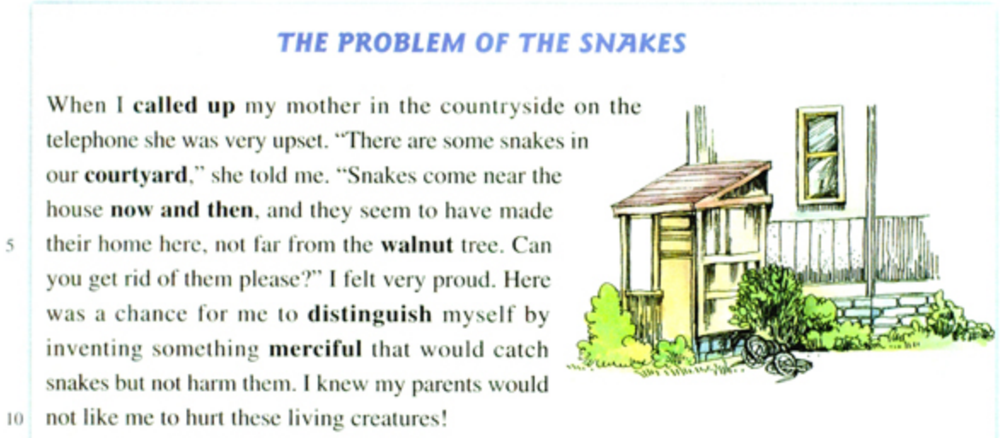 THE PROBLEM OF THE SNAKES
When I called up my mother in the countryside on the
telephone she was very upset. “There are some snakes in
our courtyard,” she told me. “Snakes come near the
house now and then, and they seem to have made
5 their home here, not far from the walnut tree. Can
you get rid of them please?” I felt very proud. Here
was a chance for me to distinguish myself by
inventing something merciful that would catch
snakes but not harm them. I knew my parents would
10 not like me to hurt these living creatures!